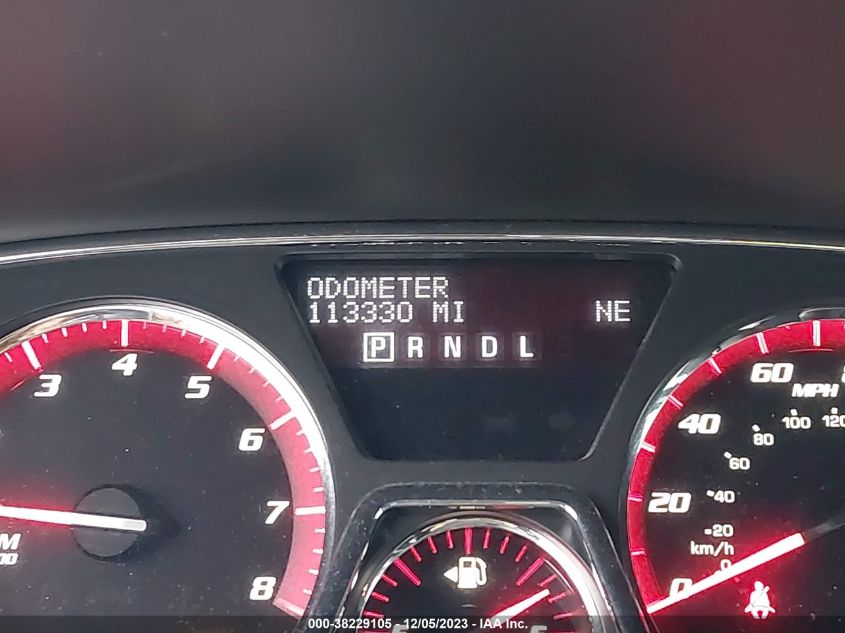 ODOMETER
113330 MI NE
P R N D L
3 4 5 6 7 8
20 40 60
MPH
0 20 40 60 80 100 120
km/h
0
000-38229105 - 12/05/2023 - IAA Inc.